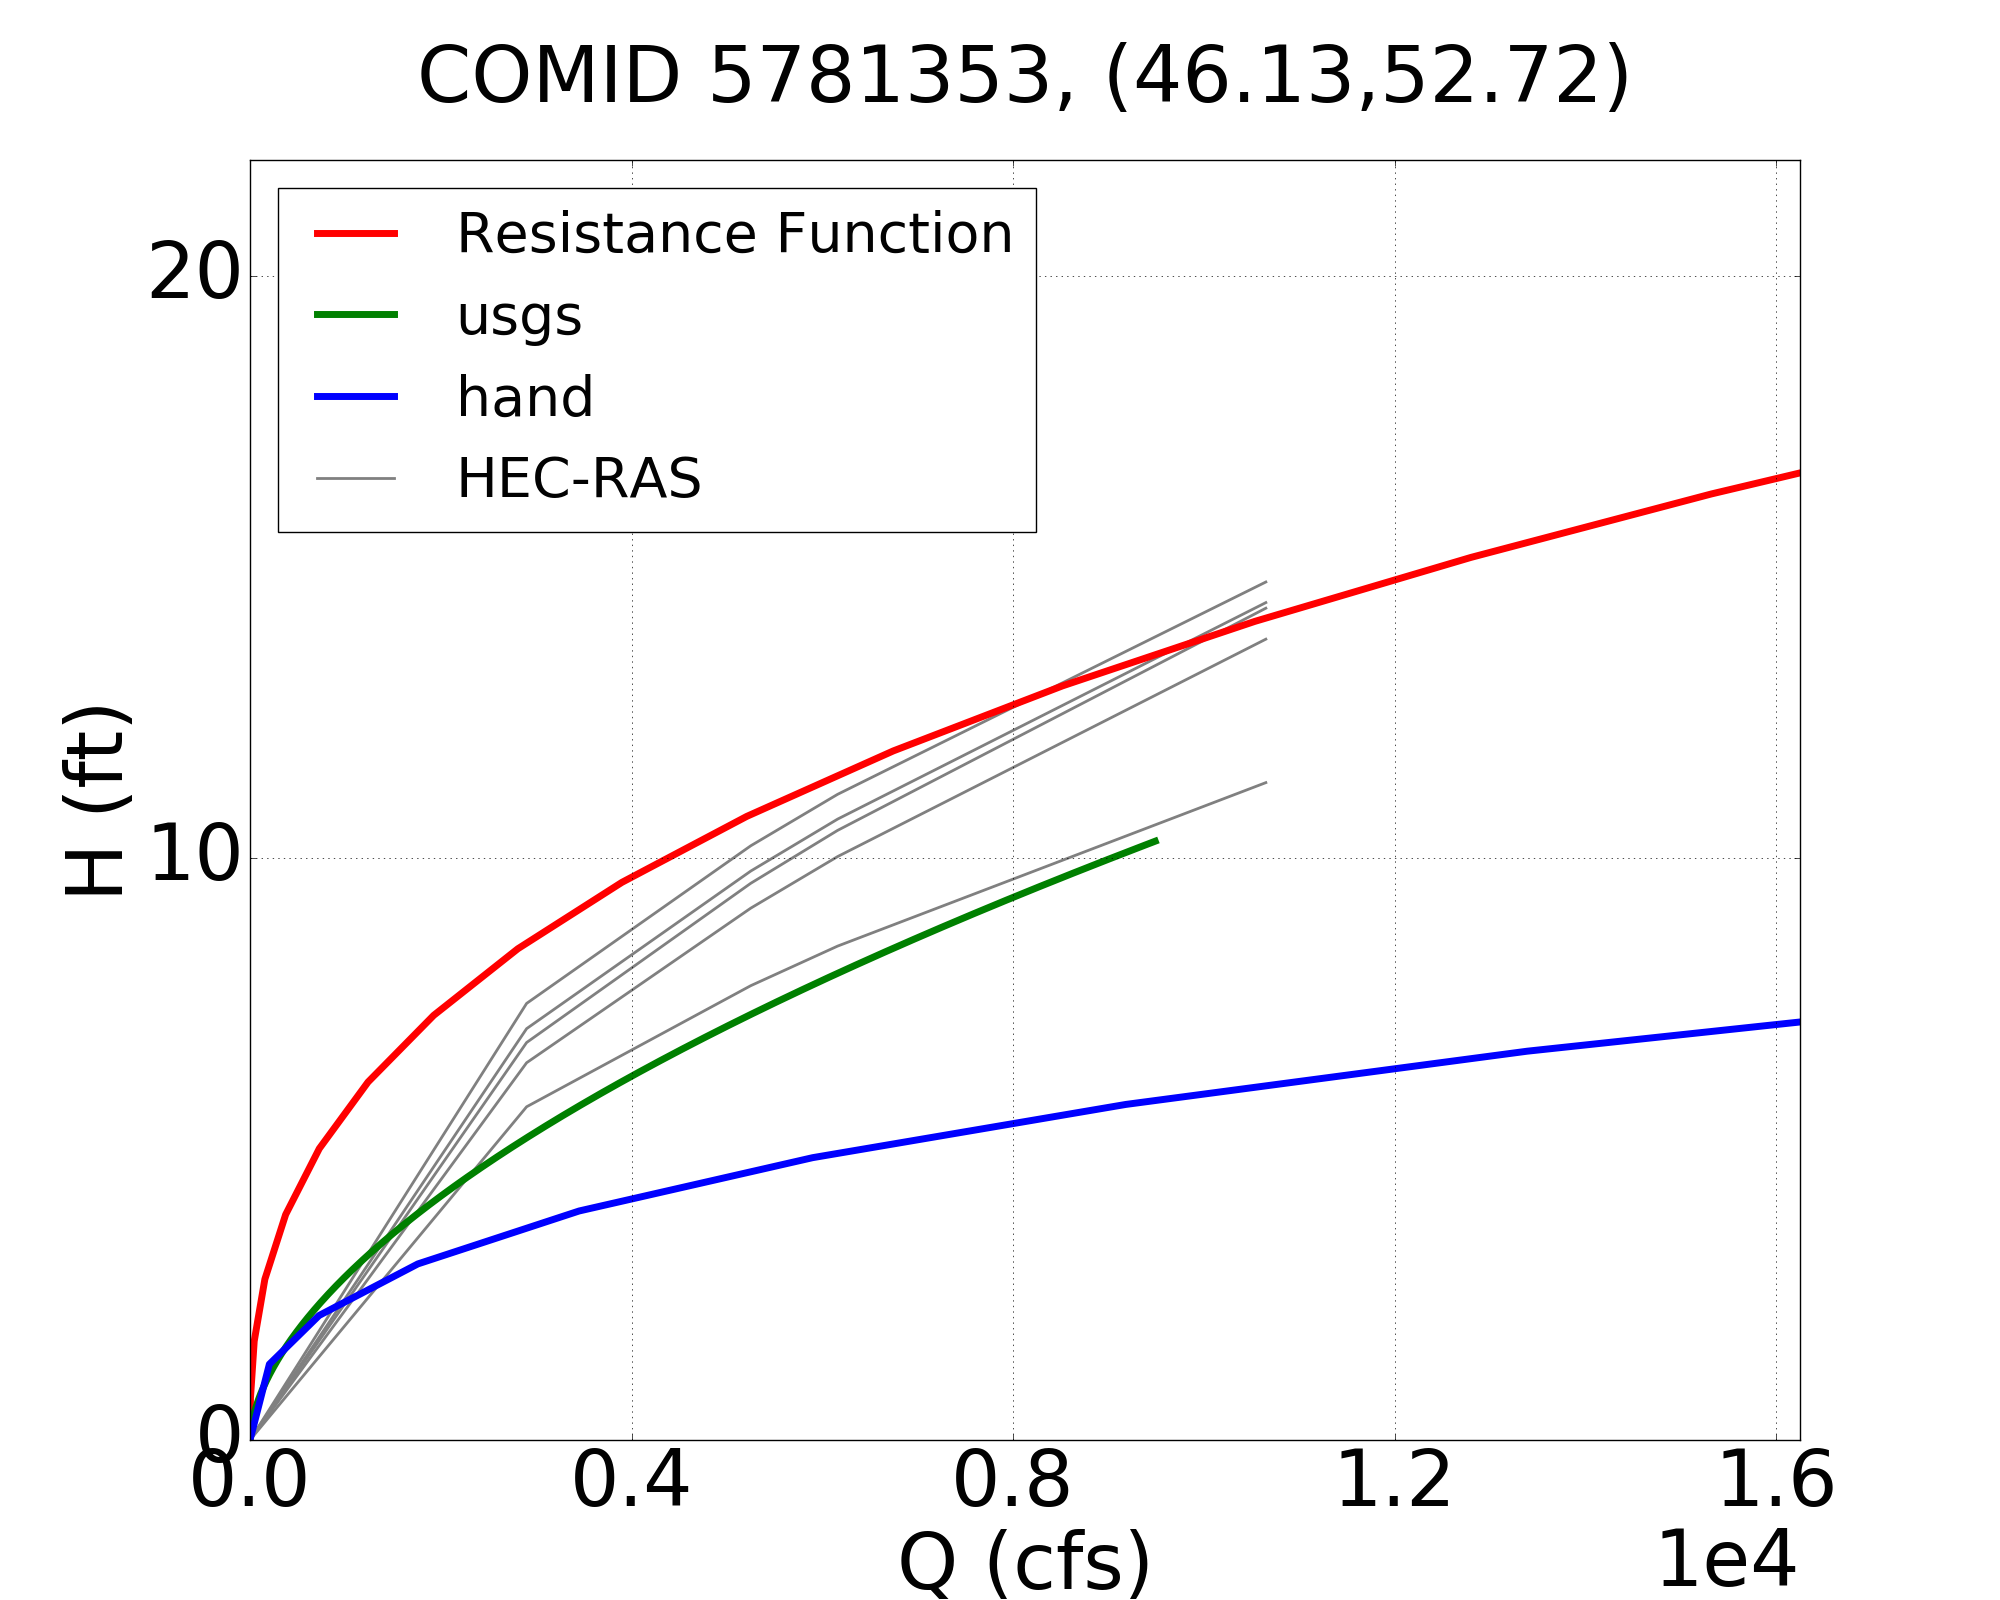 COMID 5781353, (46.13,52.72)
Resistance Function
usgs
hand
HEC-RAS
20
10
0
H (ft)
0.0 0.4 0.8 1.2 1.6
Q (cfs)
1e4